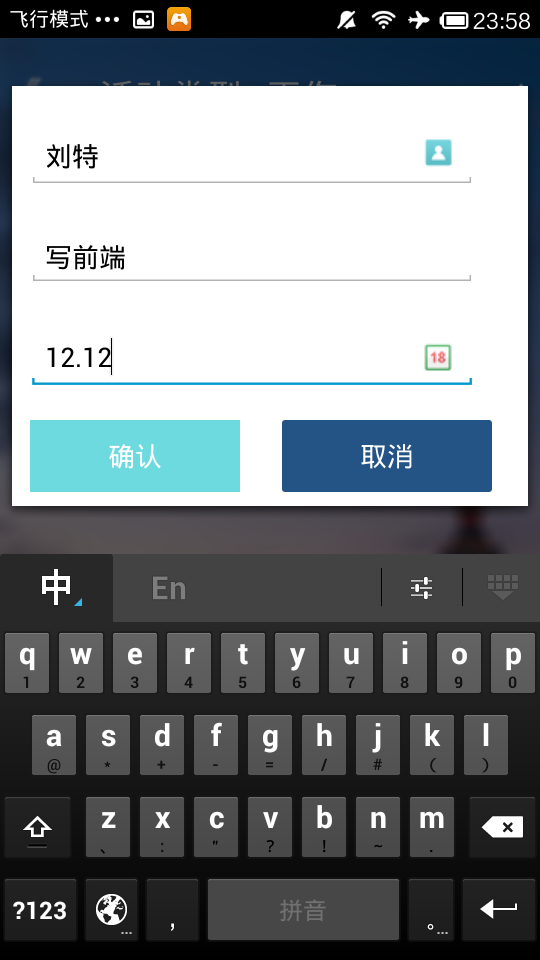 飞行模式 ••• 23:58
刘特
写前端
12.12
18
确认 取消
中 En
q w e r t y u i o p
1 2 3 4 5 6 7 8 9 0
a s d f g h j k l
@ * + - = / # ( )
z x c v b n m
、 : " ? ! ~ .
?123 ... , 拼音 。...